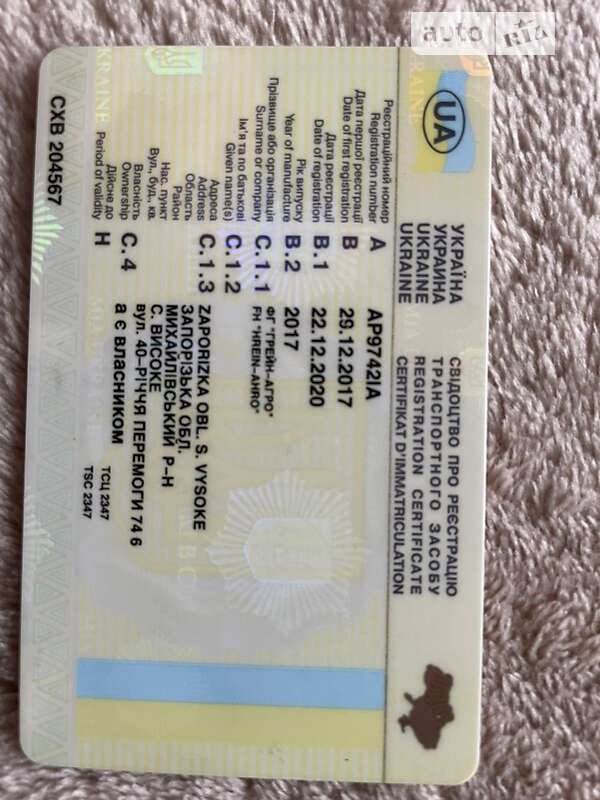 auto RIA
UA
УКРАЇНА
УКРАИНА
UKRAINE
UKRAINE
СВІДОЦТВО ПРО РЕЄСТРАЦІЮ
ТРАНСПОРТНОГО ЗАСОБУ
REGISTRATION CERTIFICATE
CERTIFIKAT D'IMMATRICULATION
Реєстраційний номер
Registration number A AP9742IA
Дата першої реєстрації
Date of first registration B 29.12.2017
Дата реєстрації
Date of registration B.1 22.12.2020
Рік випуску
Year of manufacture B.2 2017
Прізвище або організація
Surname or company C.1.1 ФГ "ГРЕЙН-АГРО"
FH "HREIN-AHRO"
Ім'я та по батькові
Given name(s) C.1.2
Адреса
Address C.1.3 ZAPORIZKA OBL. S. VYSOKE
Область ЗАПОРІЗЬКА ОБЛ.
Район МИХАЙЛІВСЬКИЙ Р-Н
Нас. пункт С. ВИСОКЕ
Вул., буд., кв. вул. 40-РІЧЧЯ ПЕРЕМОГИ 74 б
Власність
Ownership C.4 а є власником
Дійсне до
Period of validity H
ТСЦ 2347
TSC 2347
СХВ 204567